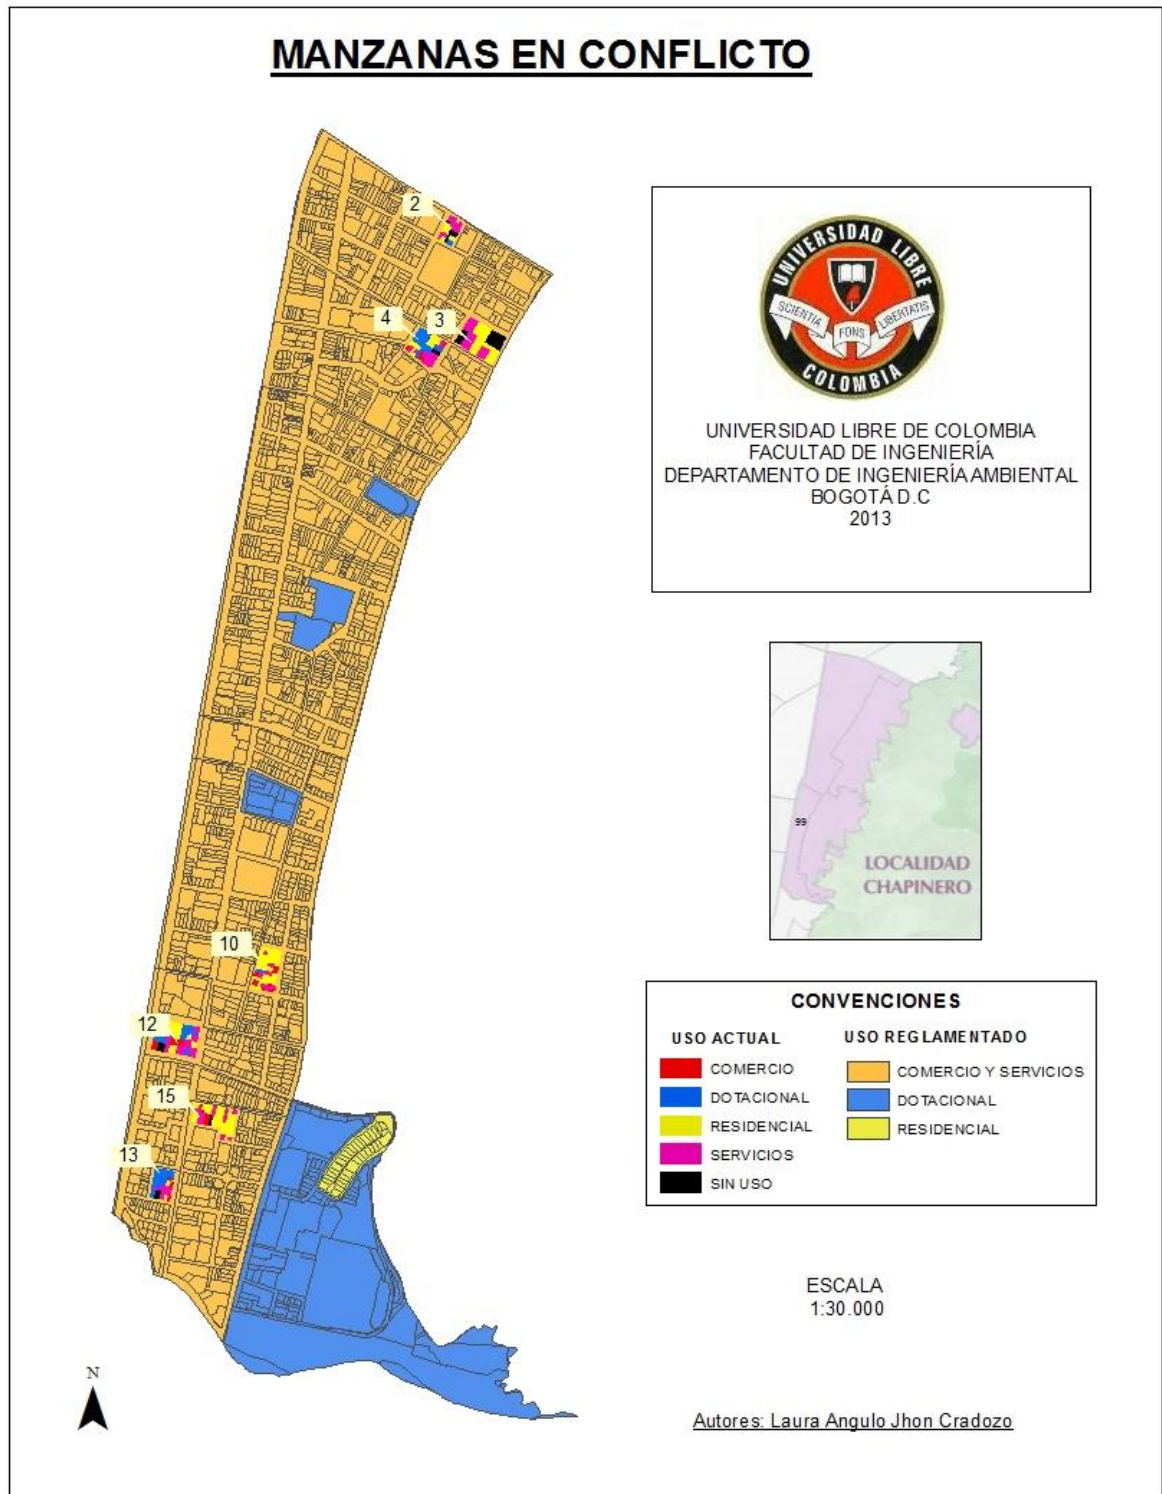 MANZANAS EN CONFLICTO
2
4
3
10
12
15
13
UNIVERSIDAD LIBRE
SCIENTIA
FONS
LIBERTATIS
COLOMBIA
UNIVERSIDAD LIBRE DE COLOMBIA
FACULTAD DE INGENIERÍA
DEPARTAMENTO DE INGENIERÍA AMBIENTAL
BOGOTÁ D.C
2013
99
LOCALIDAD
CHAPINERO
CONVENCIONES
USO ACTUAL
COMERCIO
DOTACIONAL
RESIDENCIAL
SERVICIOS
SIN USO
USO REGLAMENTADO
COMERCIO Y SERVICIOS
DOTACIONAL
RESIDENCIAL
ESCALA
1:30.000
N
Autores: Laura Angulo Jhon Cradozo